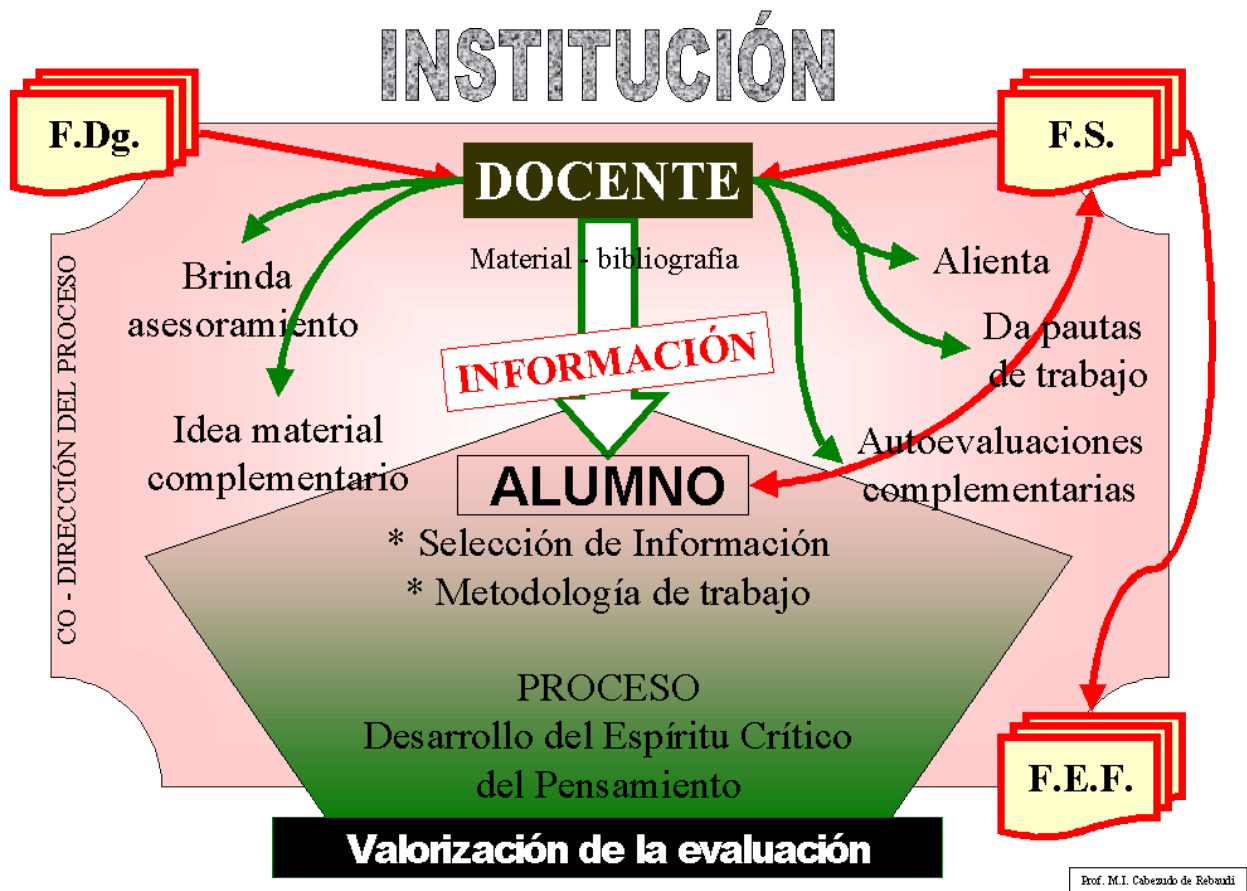 INSTITUCIÓN
F.Dg.
F.S.
DOCENTE
Material - bibliografía
Brinda
asesoramiento
Alienta
Da pautas
de trabajo
INFORMACIÓN
Idea material
complementario
Autoevaluaciones
complementarias
CO - DIRECCIÓN DEL PROCESO
ALUMNO
* Selección de Información
* Metodología de trabajo
PROCESO
Desarrollo del Espíritu Crítico
del Pensamiento
F.E.F.
Valorización de la evaluación
Prof. M.I. Cabezudo de Rebaudi